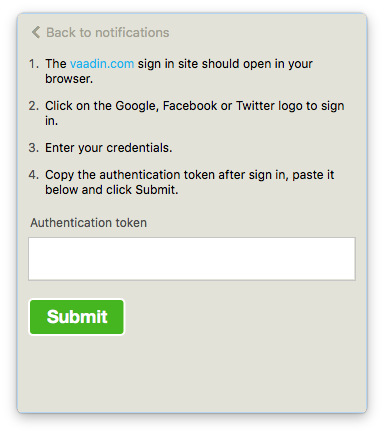 Back to notifications
1. The vaadin.com sign in site should open in your
browser.
2. Click on the Google, Facebook or Twitter logo to sign
in.
3. Enter your credentials.
4. Copy the authentication token after sign in, paste it
below and click Submit.
Authentication token
Submit